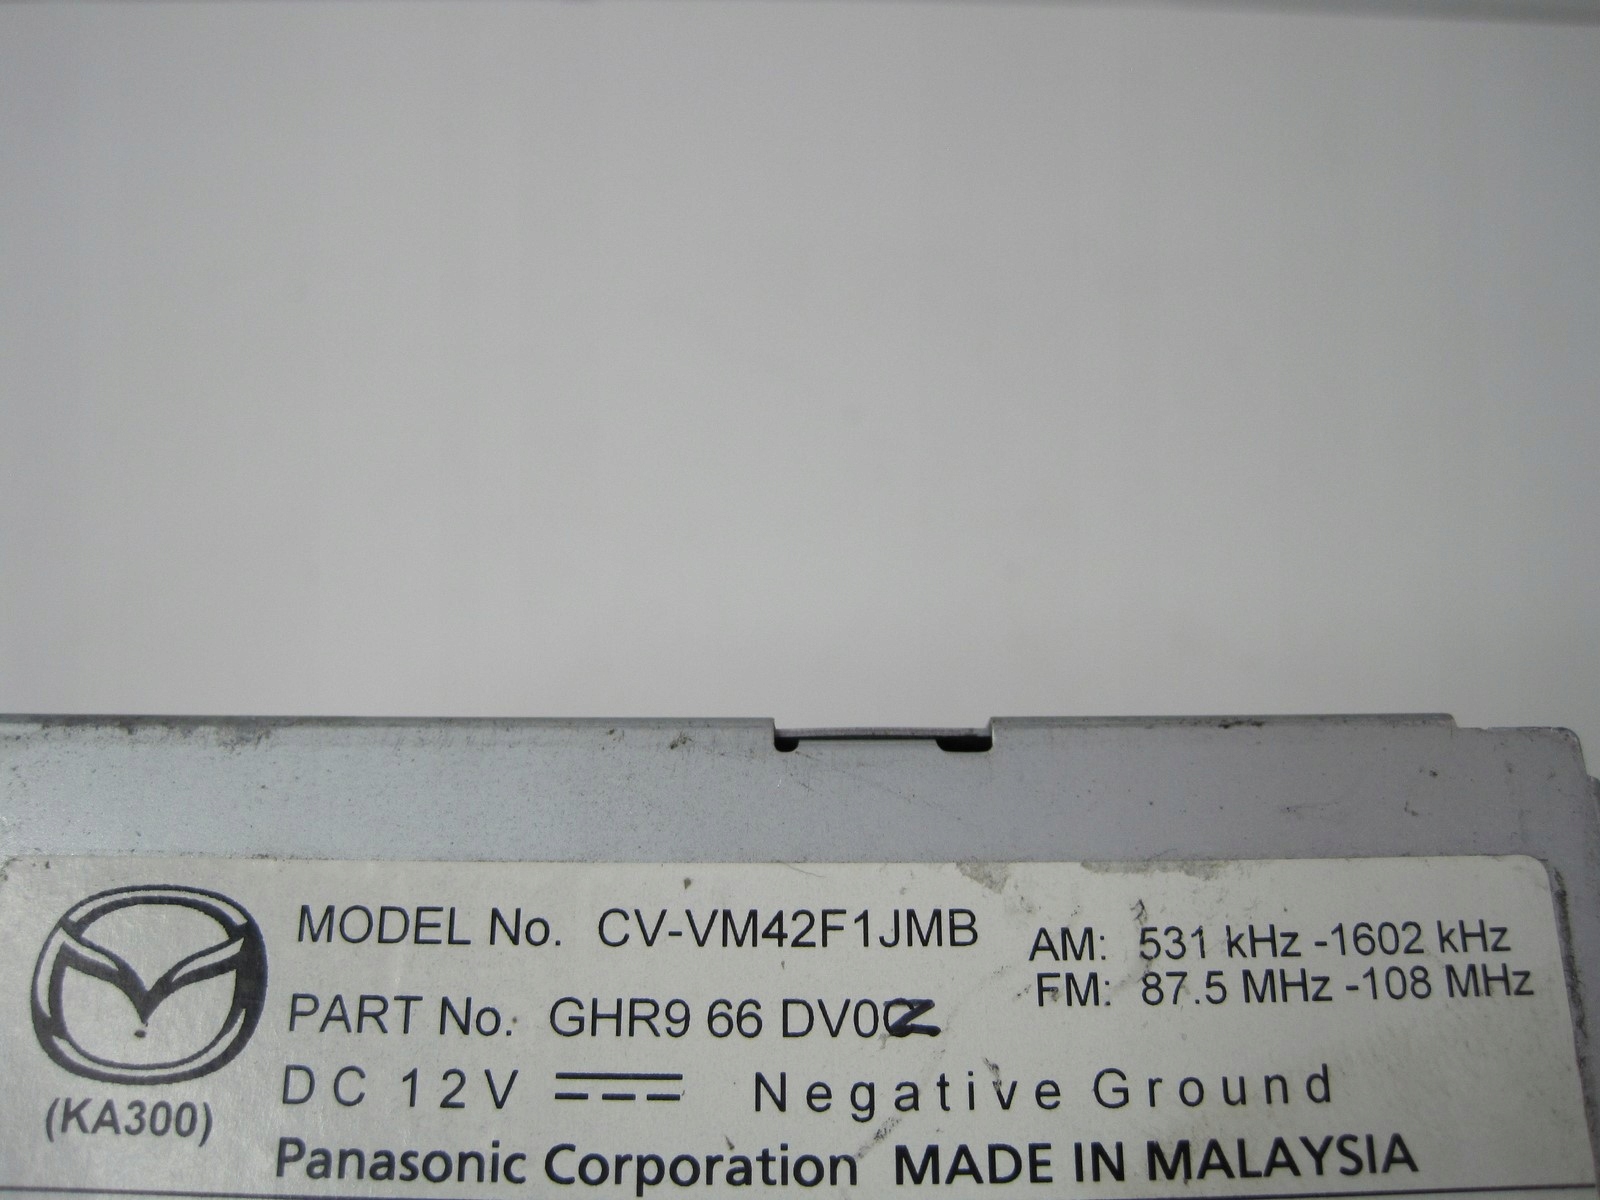 MODEL No. CV-VM42F1JMB
AM: 531 kHz -1602 kHz
FM: 87.5 MHz -108 MHz
PART No. GHR9 66 DV0
DC 12V Negative Ground
(KA300)
Panasonic Corporation MADE IN MALAYSIA